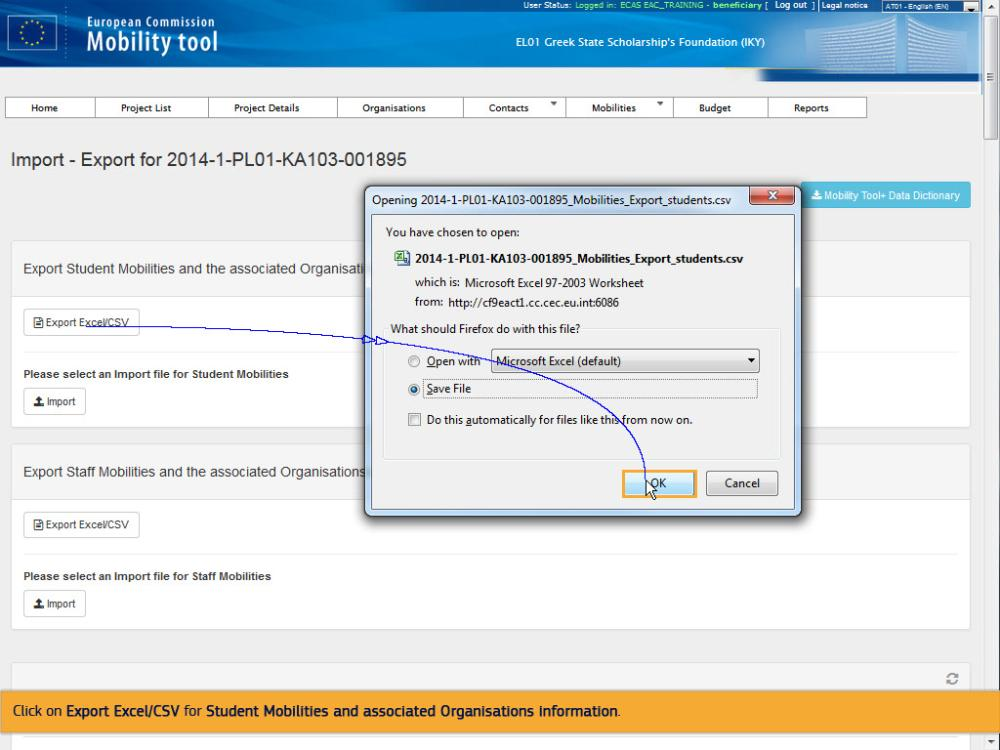 User Status: Logged in: ECAS EAC_TRAINING - beneficiary [ Log out ] Legal notice AT01 - English (EN)
European Commission
Mobility tool
EL01 Greek State Scholarship's Foundation (IKY)
Home Project List Project Details Organisations Contacts Mobilities Budget Reports
Import - Export for 2014-1-PL01-KA103-001895
Mobility Tool+ Data Dictionary
Opening 2014-1-PL01-KA103-001895_Mobilities_Export_students.csv
You have chosen to open:
2014-1-PL01-KA103-001895_Mobilities_Export_students.csv
which is: Microsoft Excel 97-2003 Worksheet
from: http://cf9eact1.cc.cec.eu.int:6086
What should Firefox do with this file?
Open with Microsoft Excel (default)
Save File
Do this automatically for files like this from now on.
OK Cancel
Export Student Mobilities and the associated Organisati
Export Excel/CSV
Please select an Import file for Student Mobilities
Import
Export Staff Mobilities and the associated Organisations
Export Excel/CSV
Please select an Import file for Staff Mobilities
Import
Click on Export Excel/CSV for Student Mobilities and associated Organisations information.